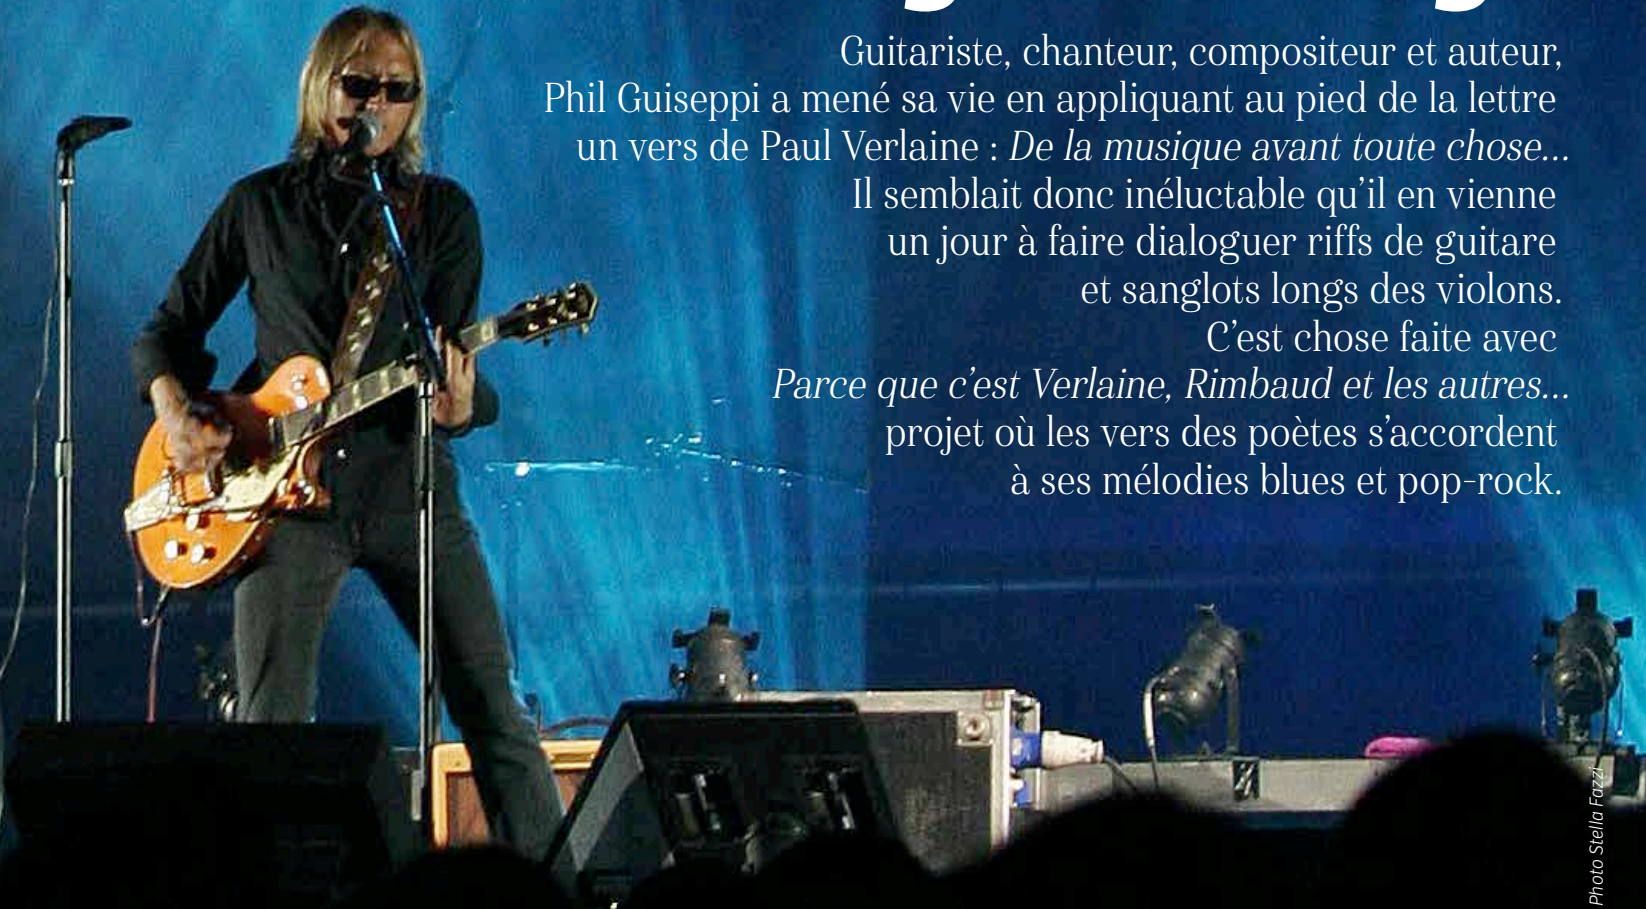 Guitariste, chanteur, compositeur et auteur,
Phil Guiseppi a mené sa vie en appliquant au pied de la lettre
un vers de Paul Verlaine : De la musique avant toute chose...
Il semblait donc inéluctable qu’il en vienne
un jour à faire dialoguer riffs de guitare
et sanglots longs des violons.
C’est chose faite avec
Parce que c’est Verlaine, Rimbaud et les autres...
projet où les vers des poètes s’accordent
à ses mélodies blues et pop-rock.
Photo Stella Fazzi